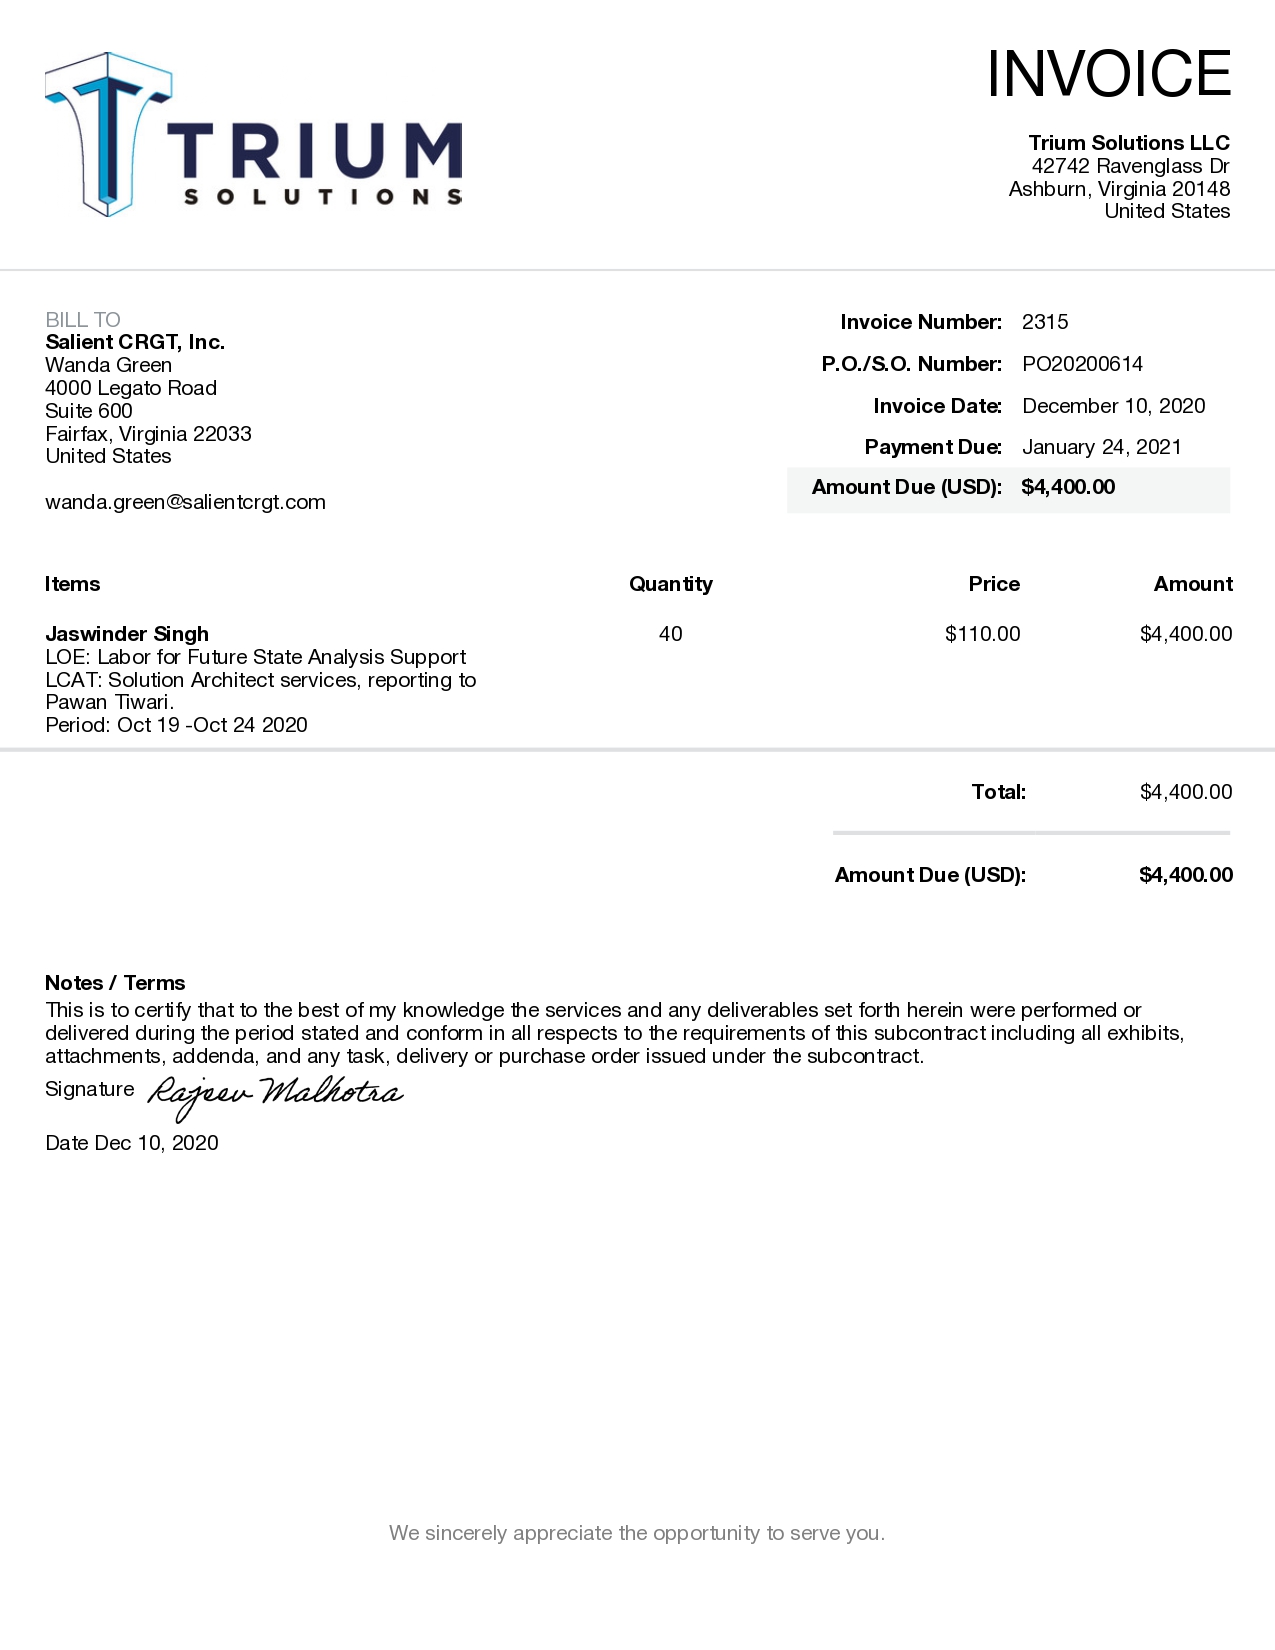 TRIUM
SOLUTIONS
INVOICE
Trium Solutions LLC
42742 Ravenglass Dr
Ashburn, Virginia 20148
United States
BILL TO
Salient CRGT, Inc.
Wanda Green
4000 Legato Road
Suite 600
Fairfax, Virginia 22033
United States
wanda.green@salientcrgt.com
Invoice Number: 2315
P.O./S.O. Number: PO20200614
Invoice Date: December 10, 2020
Payment Due: January 24, 2021
Amount Due (USD): $4,400.00
Items Quantity Price Amount
Jaswinder Singh 40 $110.00 $4,400.00
LOE: Labor for Future State Analysis Support
LCAT: Solution Architect services, reporting to
Pawan Tiwari.
Period: Oct 19 -Oct 24 2020
Total: $4,400.00
Amount Due (USD): $4,400.00
Notes / Terms
This is to certify that to the best of my knowledge the services and any deliverables set forth herein were performed or
delivered during the period stated and conform in all respects to the requirements of this subcontract including all exhibits,
attachments, addenda, and any task, delivery or purchase order issued under the subcontract.
Signature Rajeev Malhotra
Date Dec 10, 2020
We sincerely appreciate the opportunity to serve you.